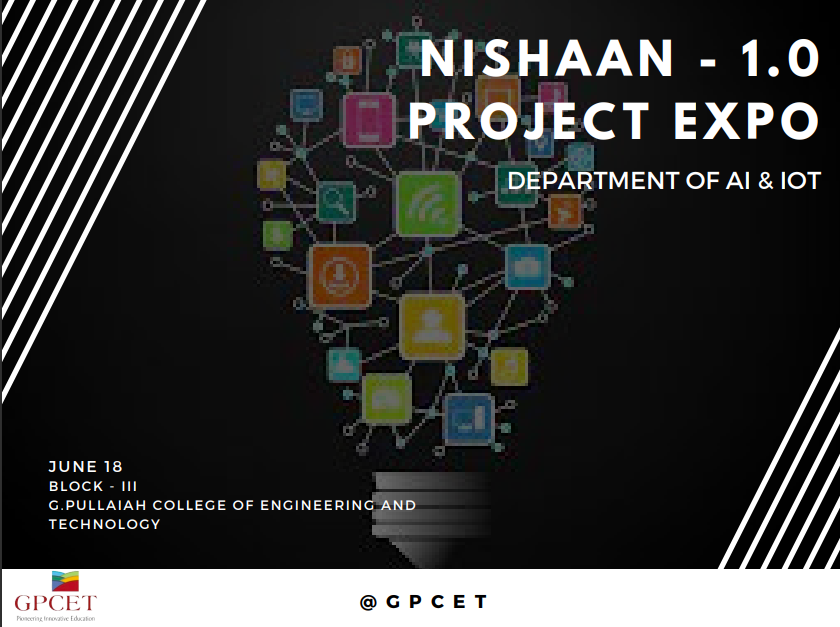 NISHAAN - 1.0
PROJECT EXPO
DEPARTMENT OF AI & IOT
JUNE 18
BLOCK - III
G.PULLAIAH COLLEGE OF ENGINEERING AND
TECHNOLOGY
GPCET
Pioneering Innovative Education
@GPCET